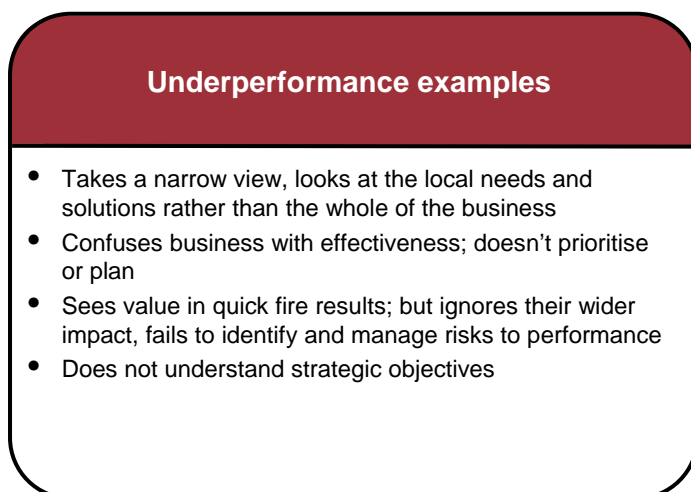 Underperformance examples
• Takes a narrow view, looks at the local needs and
solutions rather than the whole of the business
• Confuses business with effectiveness; doesn’t prioritise
or plan
• Sees value in quick fire results; but ignores their wider
impact, fails to identify and manage risks to performance
• Does not understand strategic objectives